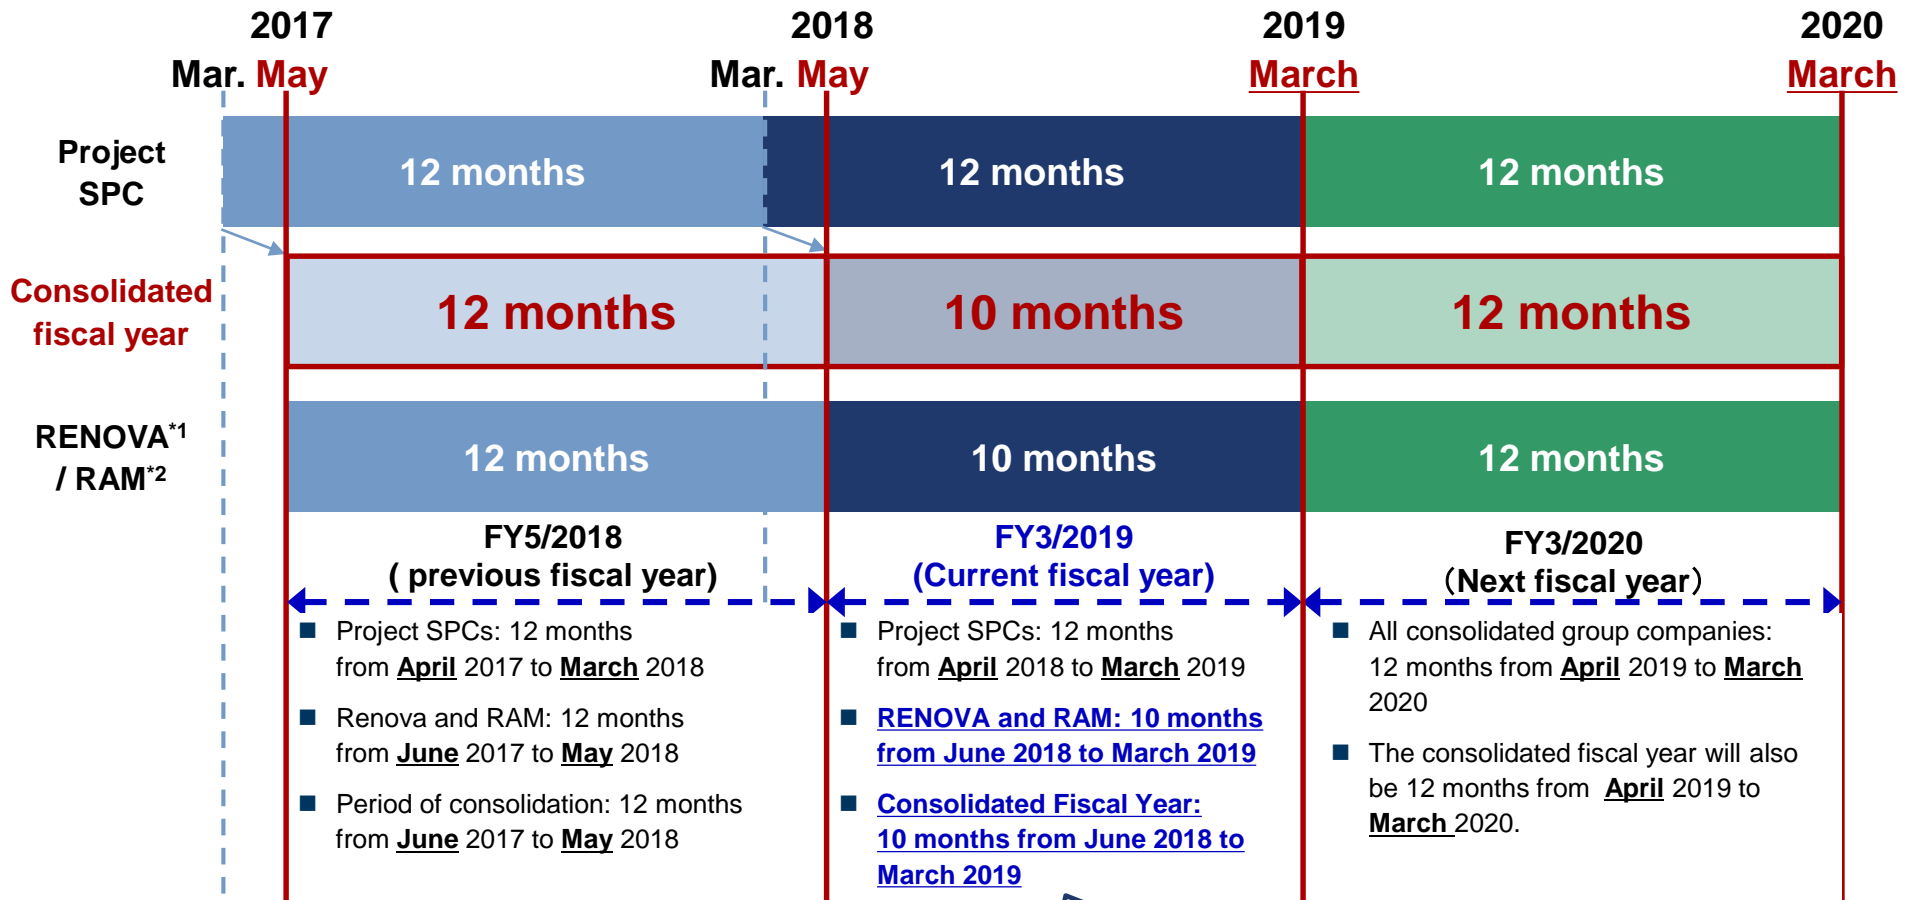 2017
2018
2019
2020
Mar. May
Mar. May
March
March
Project
SPC
12 months
12 months
12 months
Consolidated
fiscal year
12 months
10 months
12 months
RENOVA*1
/ RAM*2
12 months
10 months
12 months
FY5/2018
( previous fiscal year)
FY3/2019
(Current fiscal year)
FY3/2020
（Next fiscal year）
■ Project SPCs: 12 months
from April 2017 to March 2018
■ Renova and RAM: 12 months
from June 2017 to May 2018
■ Period of consolidation: 12 months
from June 2017 to May 2018
■ Project SPCs: 12 months
from April 2018 to March 2019
■ RENOVA and RAM: 10 months
from June 2018 to March 2019
■ Consolidated Fiscal Year:
10 months from June 2018 to
March 2019
■ All consolidated group companies:
12 months from April 2019 to March
2020
■ The consolidated fiscal year will also
be 12 months from April 2019 to
March 2020.